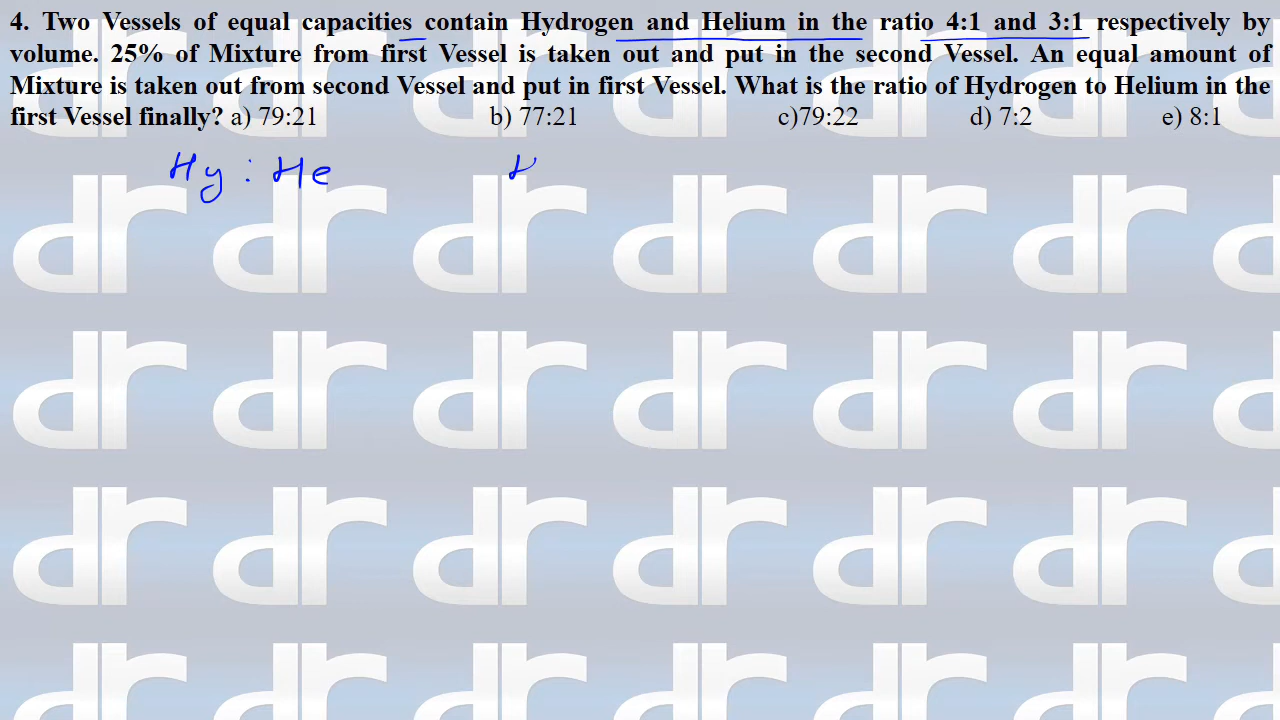 4. Two Vessels of equal capacities contain Hydrogen and Helium in the ratio 4:1 and 3:1 respectively by
volume. 25% of Mixture from first Vessel is taken out and put in the second Vessel. An equal amount of
Mixture is taken out from second Vessel and put in first Vessel. What is the ratio of Hydrogen to Helium in the
first Vessel finally? a) 79:21 b) 77:21 c)79:22 d) 7:2 e) 8:1
Hy : He H